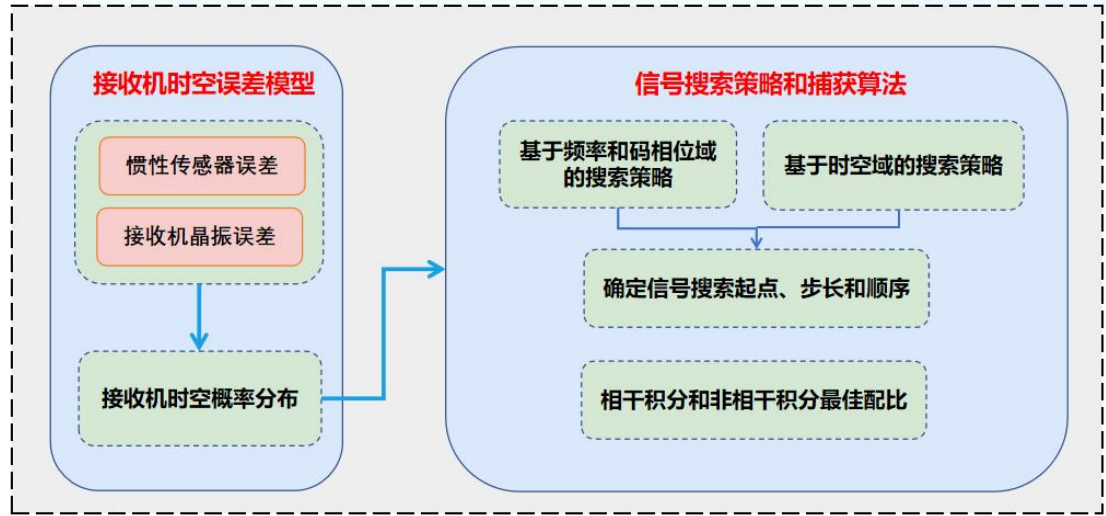 接收机时空误差模型
惯性传感器误差
接收机晶振误差
接收机时空概率分布
信号搜索策略和捕获算法
基于频率和码相位域
的搜索策略
基于时空域的搜索策略
确定信号搜索起点、步长和顺序
相干积分和非相干积分最佳配比